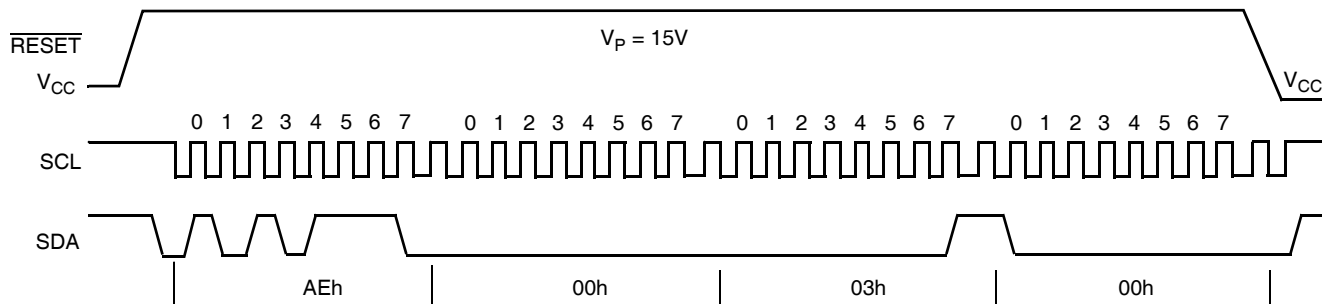 RESET
V_P = 15V
V_CC
V_CC
0 1 2 3 4 5 6 7 0 1 2 3 4 5 6 7 0 1 2 3 4 5 6 7 0 1 2 3 4 5 6 7
SCL
SDA
AEh 00h 03h 00h